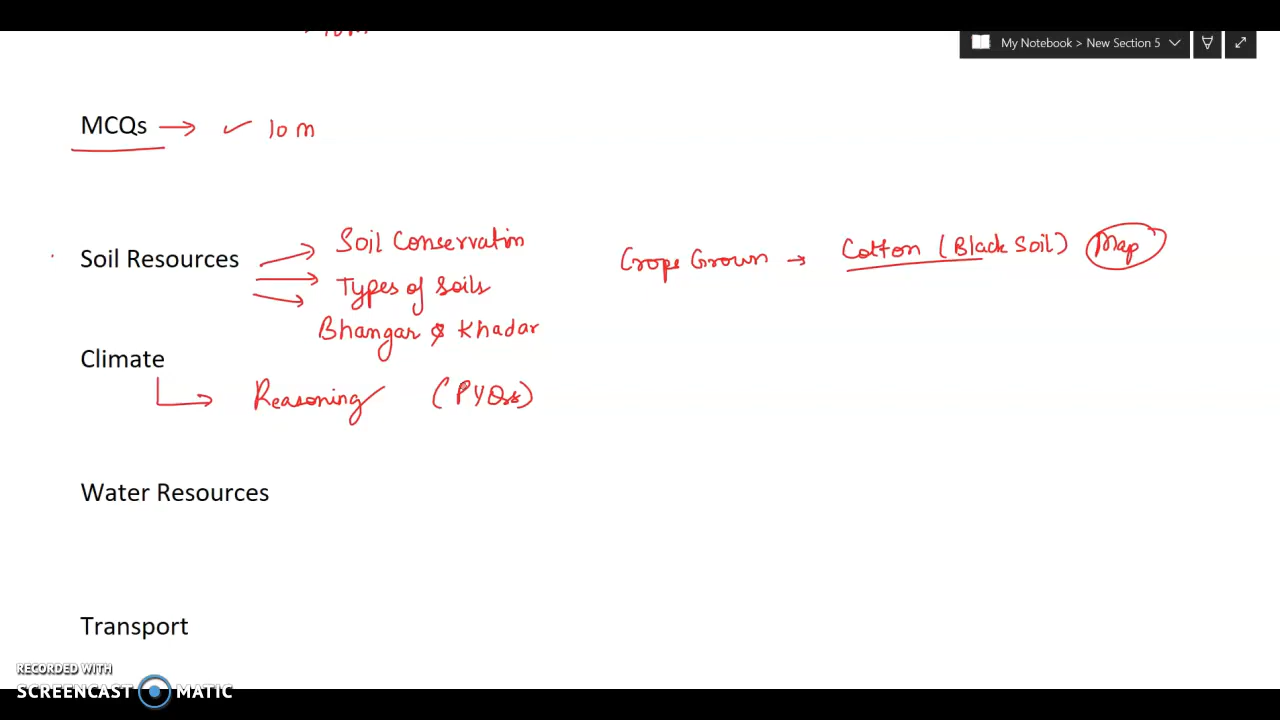 My Notebook > New Section 5
MCQs → ✓ 10 m
Soil Conservation
Soil Resources
Crops Grown → Cotton (Black Soil) Map
Types of Soils
Bhangar & Khadar
Climate
Reasoning (PYQs)
Water Resources
Transport
RECORDED WITH
SCREENCAST MATIC